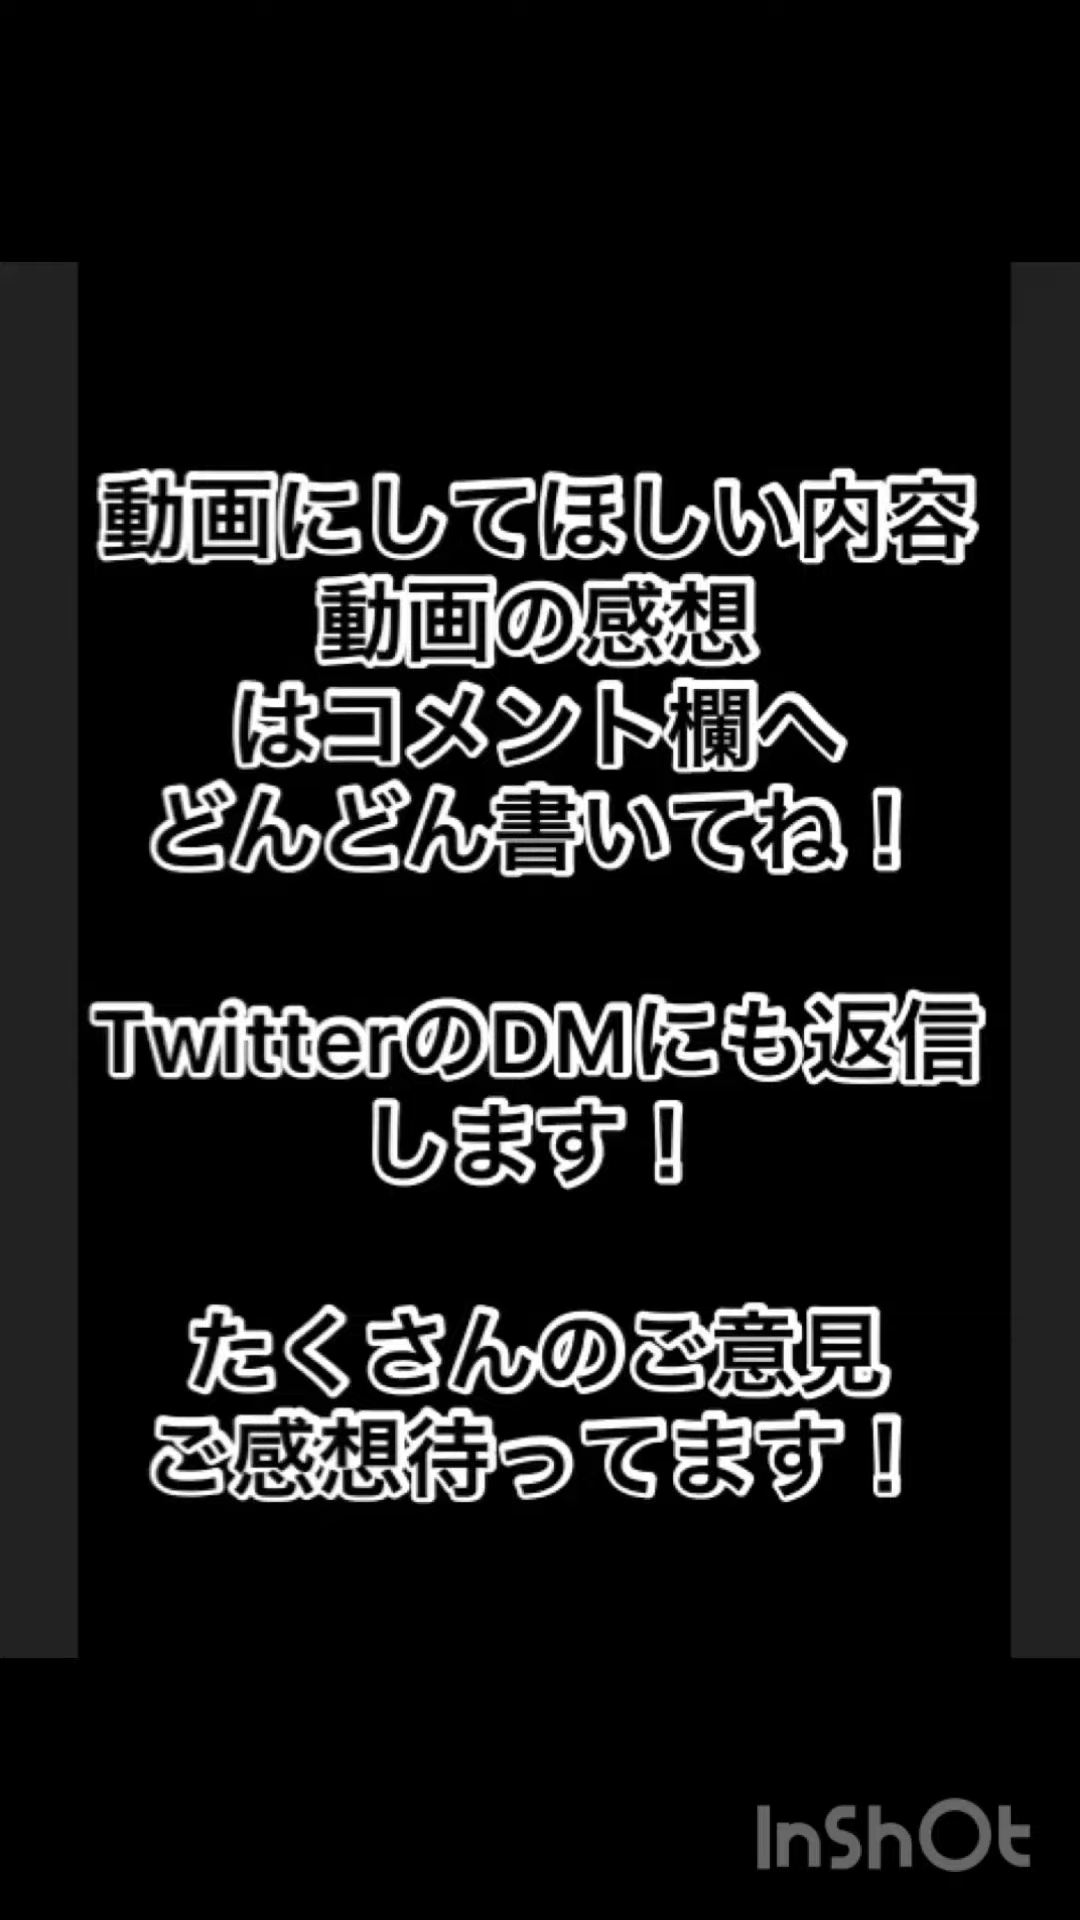 動画にしてほしい内容
動画の感想
はコメント欄へ
どんどん書いてね！
TwitterのDMにも返信
します！
たくさんのご意見
ご感想待ってます！
InShOt